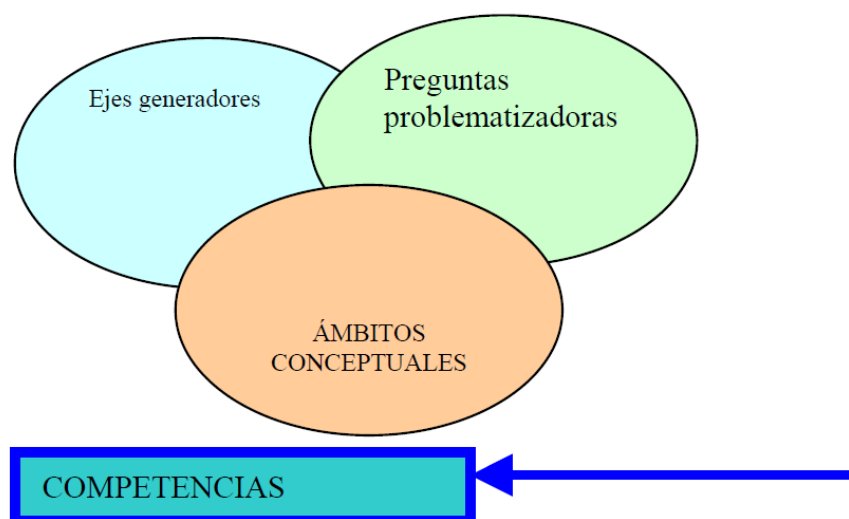 Ejes generadores
Preguntas
problematizadoras
ÁMBITOS
CONCEPTUALES
COMPETENCIAS